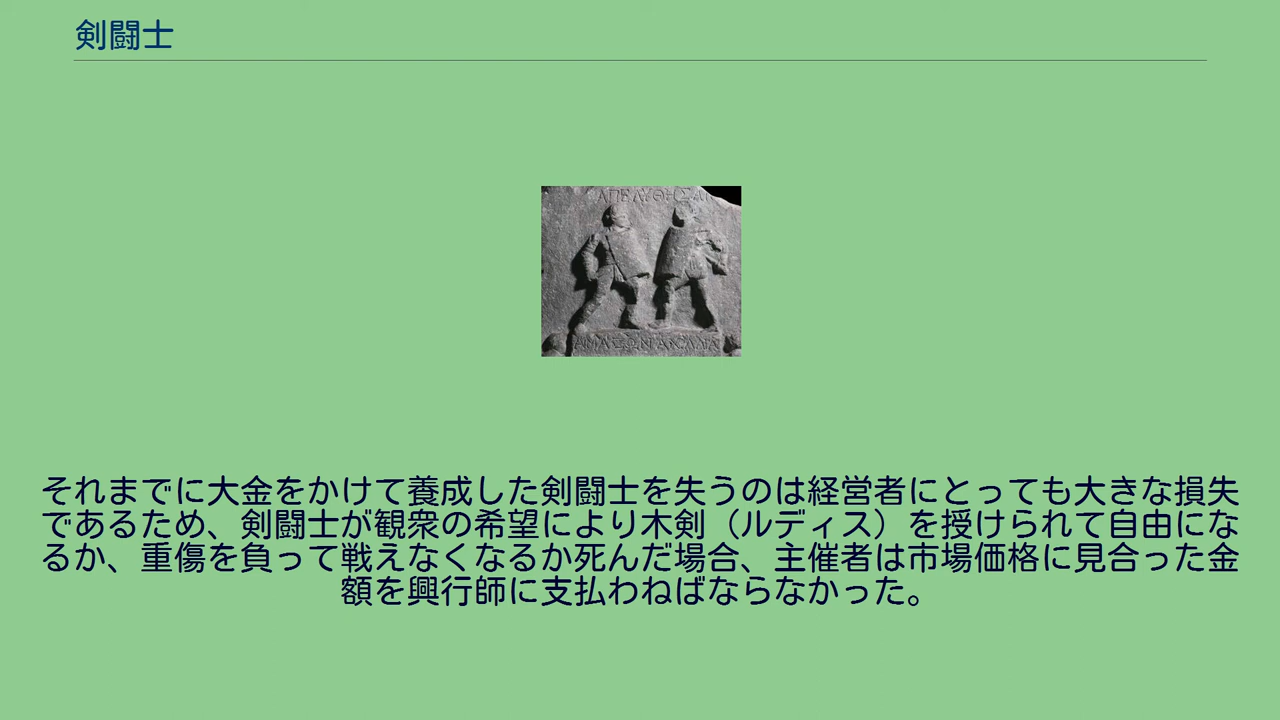 剣闘士
ΑΠΕΛΥΘΗΣΑΝ
ΑΜΑΖΩΝ ΑΧΙΛΛΙΑ
それまでに大金をかけて養成した剣闘士を失うのは経営者にとっても大きな損失
であるため、剣闘士が観衆の希望により木剣（ルディス）を授けられて自由にな
るか、重傷を負って戦えなくなるか死んだ場合、主催者は市場価格に見合った金
額を興行師に支払わねばならなかった。